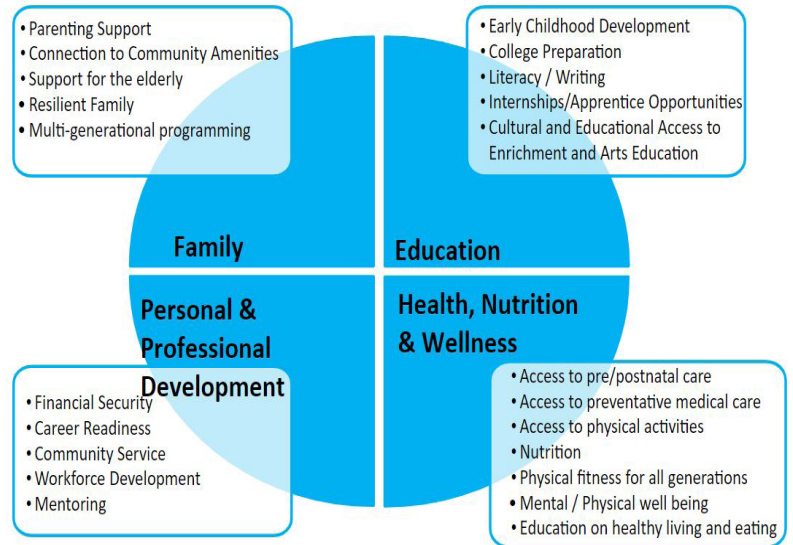 • Parenting Support
• Connection to Community Amenities
• Support for the elderly
• Resilient Family
• Multi-generational programming
• Early Childhood Development
• College Preparation
• Literacy / Writing
• Internships/Apprentice Opportunities
• Cultural and Educational Access to
Enrichment and Arts Education
Family
Education
Personal &
Professional
Development
Health, Nutrition
& Wellness
• Financial Security
• Career Readiness
• Community Service
• Workforce Development
• Mentoring
• Access to pre/postnatal care
• Access to preventative medical care
• Access to physical activities
• Nutrition
• Physical fitness for all generations
• Mental / Physical well being
• Education on healthy living and eating